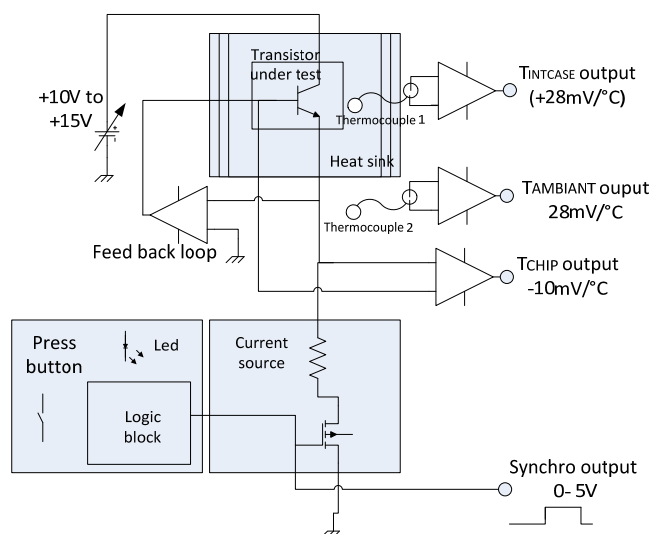 Transistor
under test
TINTCASE output
(+28mV/°C)
+10V to
+15V
+
-
Thermocouple 1
Heat sink
TAMBIANT ouput
28mV/°C
Thermocouple 2
Feed back loop
TCHIP output
-10mV/°C
Press
button
Led
Current
source
Logic
block
Synchro output
0- 5V